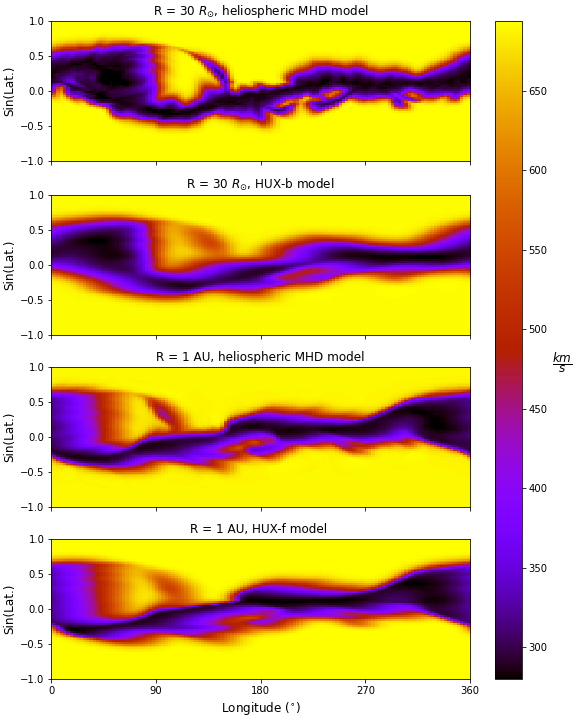 R = 30 R☉, heliospheric MHD model
1.0
0.5
0.0
−0.5
−1.0
Sin(Lat.)
R = 30 R☉, HUX-b model
1.0
0.5
0.0
−0.5
−1.0
Sin(Lat.)
R = 1 AU, heliospheric MHD model
1.0
0.5
0.0
−0.5
−1.0
Sin(Lat.)
R = 1 AU, HUX-f model
1.0
0.5
0.0
−0.5
−1.0
Sin(Lat.)
0 90 180 270 360
Longitude (°)
650
600
550
500
450
400
350
300
km
s